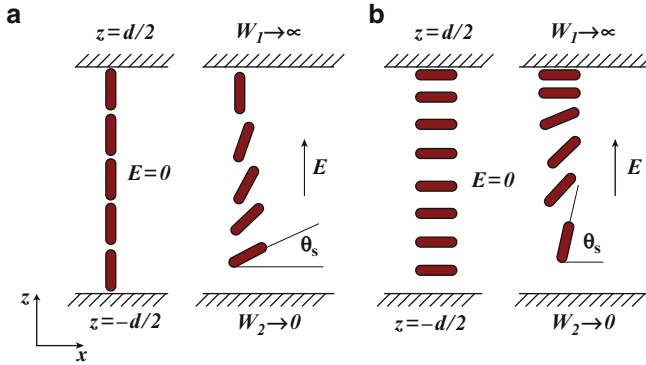 a
z=d/2
W₁→∞
E=0
E
θₛ
z
x
z=−d/2
W₂→0
b
z=d/2
W₁→∞
E=0
E
θₛ
z=−d/2
W₂→0